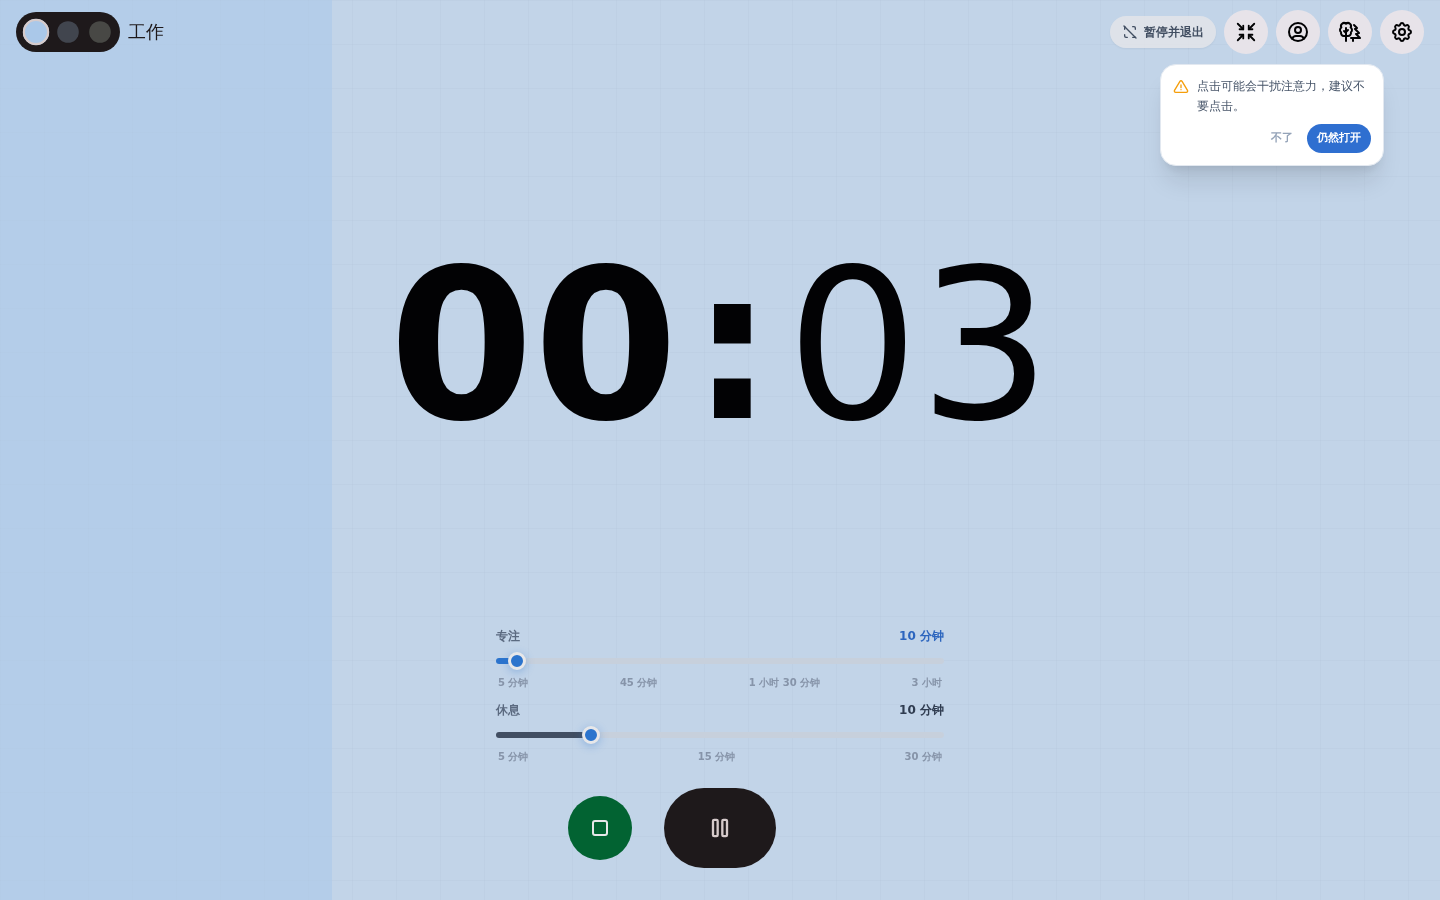 工作
暂停并退出
点击可能会干扰注意力，建议不
要点击。
不了
仍然打开
00:03
专注
10 分钟
5 分钟
45 分钟
1 小时 30 分钟
3 小时
休息
10 分钟
5 分钟
15 分钟
30 分钟